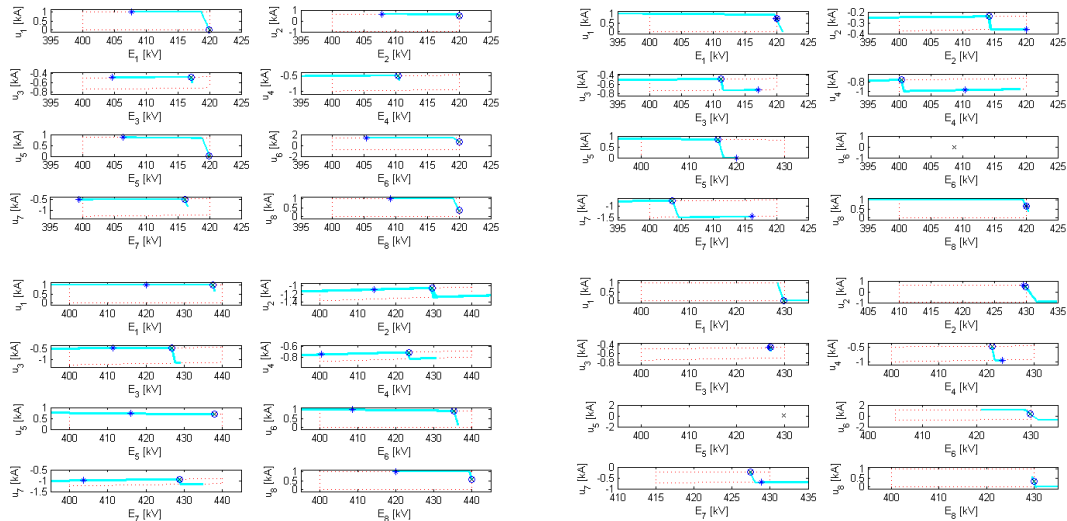 u1 [kA]
1
0.5
0
395 400 405 410 415 420 425
E1 [kV]
u2 [kA]
1
0
-1
395 400 405 410 415 420 425
E2 [kV]
u3 [kA]
-0.4
-0.6
-0.8
395 400 405 410 415 420 425
E3 [kV]
u4 [kA]
-0.5
-1
395 400 405 410 415 420 425
E4 [kV]
u5 [kA]
1
0.5
0
395 400 405 410 415 420 425
E5 [kV]
u6 [kA]
2
0
-2
395 400 405 410 415 420 425
E6 [kV]
u7 [kA]
-0.5
-1
395 400 405 410 415 420 425
E7 [kV]
u8 [kA]
1
0.5
0
395 400 405 410 415 420 425
E8 [kV]
u1 [kA]
1
0.5
0
395 400 405 410 415 420 425
E1 [kV]
u2 [kA]
-0.2
-0.3
-0.4
395 400 405 410 415 420 425
E2 [kV]
u3 [kA]
-0.4
-0.6
-0.8
395 400 405 410 415 420 425
E3 [kV]
u4 [kA]
-0.8
-1
395 400 405 410 415 420 425
E4 [kV]
u5 [kA]
1
0.5
0
400 410 420 430
E5 [kV]
u6 [kA]
2
0
-2
395 400 405 410 415 420 425
E6 [kV]
u7 [kA]
-1
-1.5
395 400 405 410 415 420 425
E7 [kV]
u8 [kA]
1
0.5
0
395 400 405 410 415 420 425
E8 [kV]
u1 [kA]
1
0.5
0
400 410 420 430 440
E1 [kV]
u2 [kA]
-1
-1.2
-1.4
400 410 420 430 440
E2 [kV]
u3 [kA]
-0.5
-1
400 410 420 430 440
E3 [kV]
u4 [kA]
-0.6
-0.8
400 410 420 430 440
E4 [kV]
u5 [kA]
1
0.5
0
400 410 420 430 440
E5 [kV]
u6 [kA]
1
0.5
0
400 410 420 430 440
E6 [kV]
u7 [kA]
-0.5
-1
-1.5
400 410 420 430 440
E7 [kV]
u8 [kA]
1
0.5
0
400 410 420 430 440
E8 [kV]
u1 [kA]
1
0.5
0
400 410 420 430
E1 [kV]
u2 [kA]
1
0
-1
400 410 420 430
E2 [kV]
u3 [kA]
-0.4
-0.6
-0.8
400 410 420 430
E3 [kV]
u4 [kA]
-0.5
-1
400 410 420 430
E4 [kV]
u5 [kA]
2
0
-2
400 410 420 430
E5 [kV]
u6 [kA]
2
0
-2
400 405 410 415 420 425 430 435
E6 [kV]
u7 [kA]
0
-0.5
-1
410 415 420 425 430 435
E7 [kV]
u8 [kA]
1
0.5
0
400 410 420 430
E8 [kV]